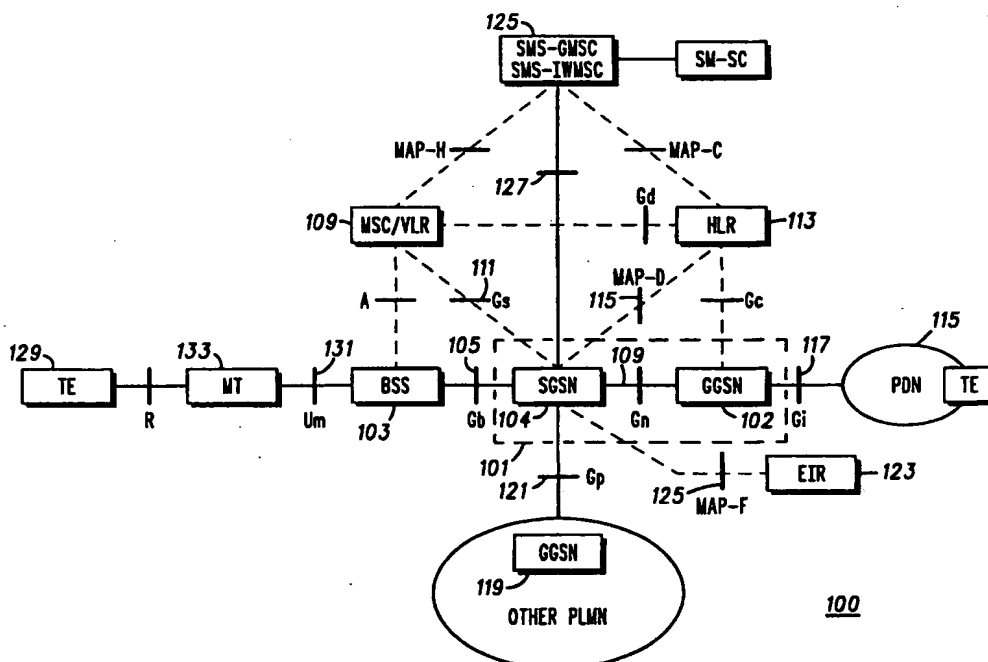 125
SMS-GMSC
SMS-IWMSC
SM-SC
MAP-H
MAP-C
127
Gd
109
MSC/VLR
HLR
113
111
MAP-D
A
Gs
115
Gc
129
133
131
105
109
117
115
TE
MT
BSS
SGSN
GGSN
PDN
TE
R
Um
103
Gb
104
Gn
102
Gi
101
121
Gp
125
EIR
123
MAP-F
GGSN
119
OTHER PLMN
100